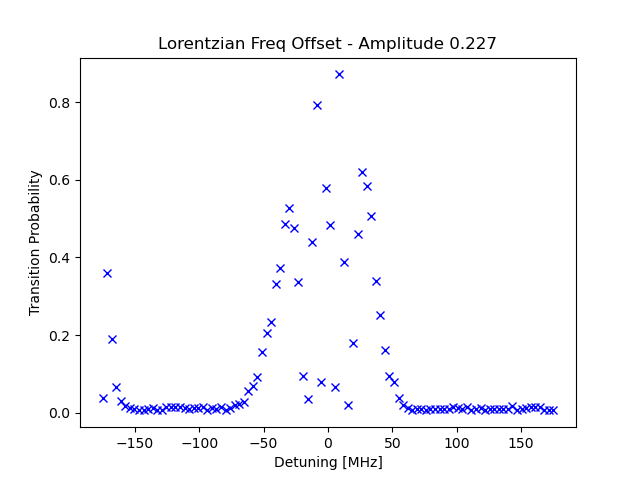 Lorentzian Freq Offset - Amplitude 0.227
Transition Probability
0.8
0.6
0.4
0.2
0.0
−150 −100 −50 0 50 100 150
Detuning [MHz]